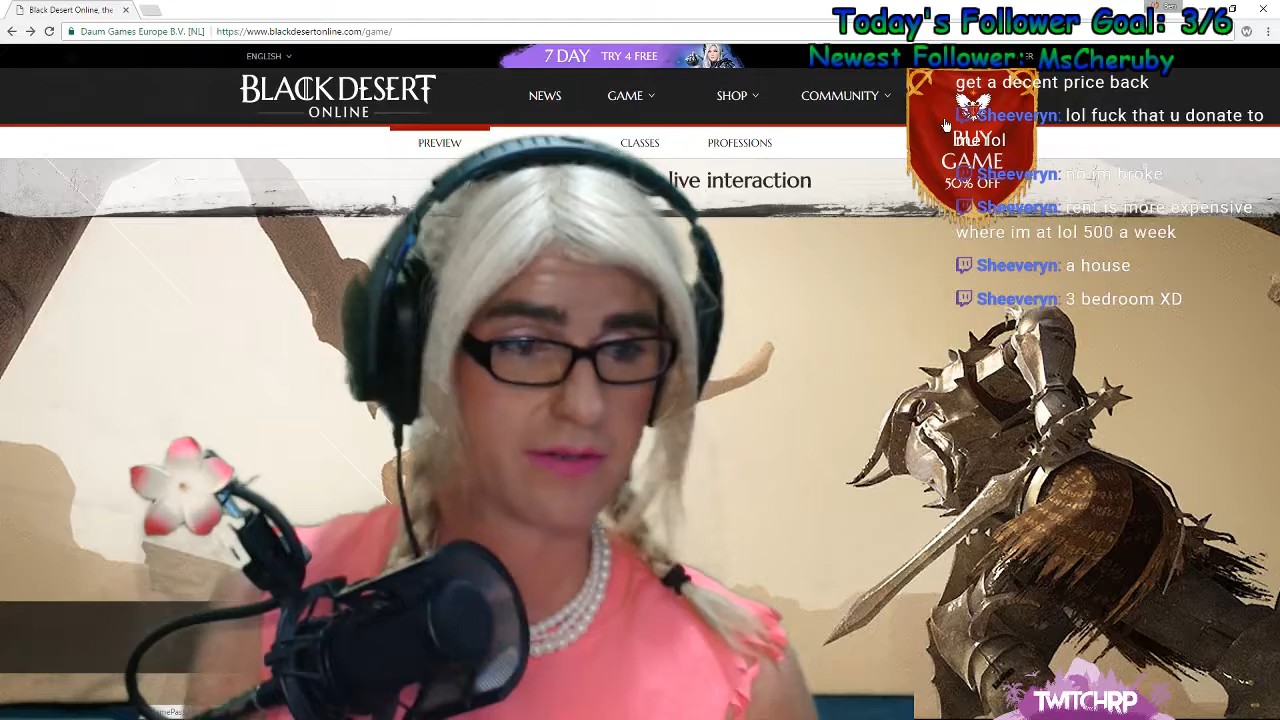 Black Desert Online, the
Today's Follower Goal: 3/6
Daum Games Europe B.V. [NL] https://www.blackdesertonline.com/game/
ENGLISH
7 DAY TRY 4 FREE
Newest Follower: MsCheruby
BLACK DESERT
ONLINE
NEWS GAME SHOP COMMUNITY
PREVIEW CLASSES PROFESSIONS
live interaction
BUY
GAME
50% OFF
get a decent price back
Sheeveryn: lol fuck that u donate to
me lol
Sheeveryn: no im broke
Sheeveryn: rent is more expensive
where im at lol 500 a week
Sheeveryn: a house
Sheeveryn: 3 bedroom XD
TWITCHRP